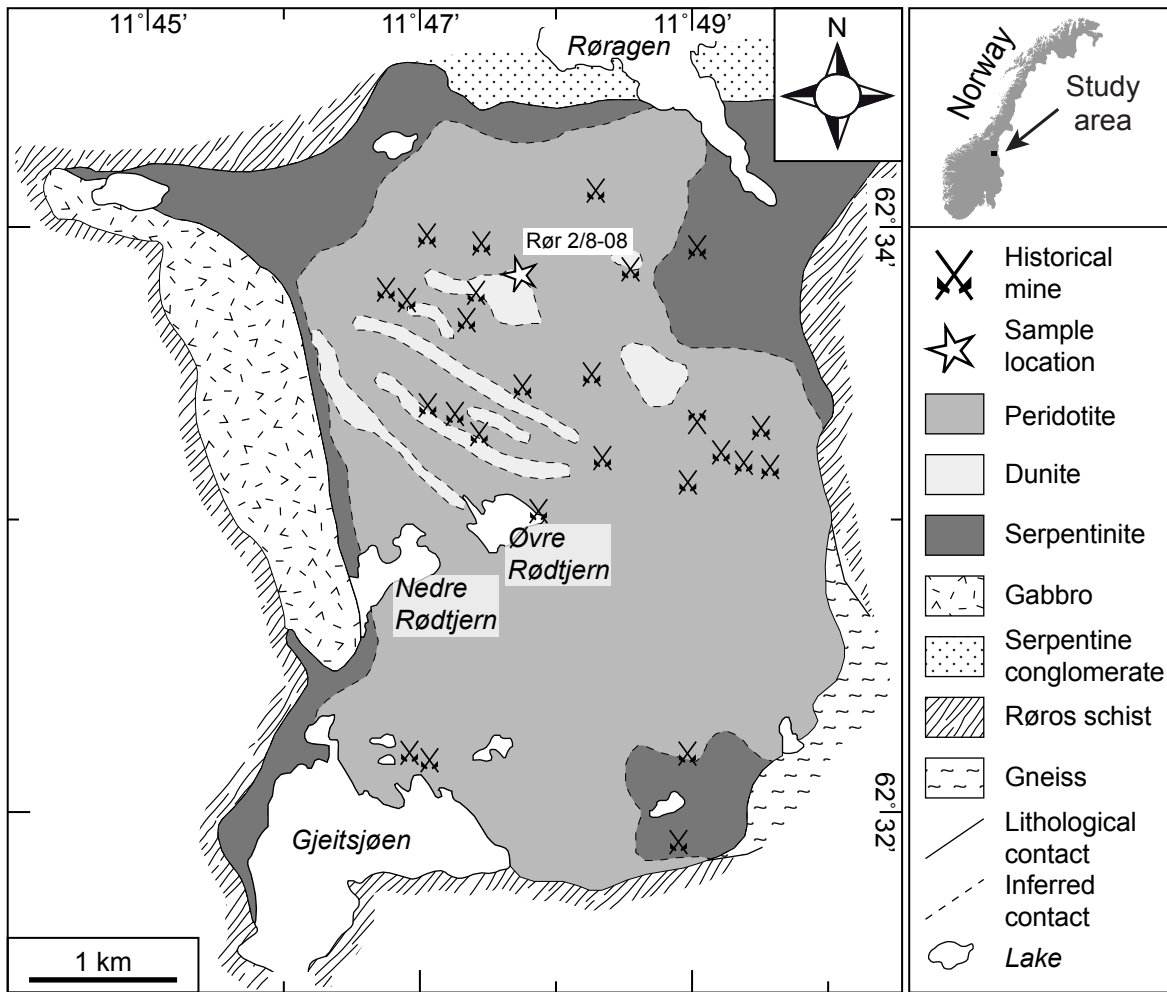 11°45’
11°47’
11°49’
Røragen
N
Rør 2/8-08
62°34’
Øvre
Rødtjern
Nedre
Rødtjern
Gjeitsjøen
62°32’
1 km
Norway
Study
area
Historical
mine
Sample
location
Peridotite
Dunite
Serpentinite
Gabbro
Serpentine
conglomerate
Røros schist
Gneiss
Lithological
contact
Inferred
contact
Lake